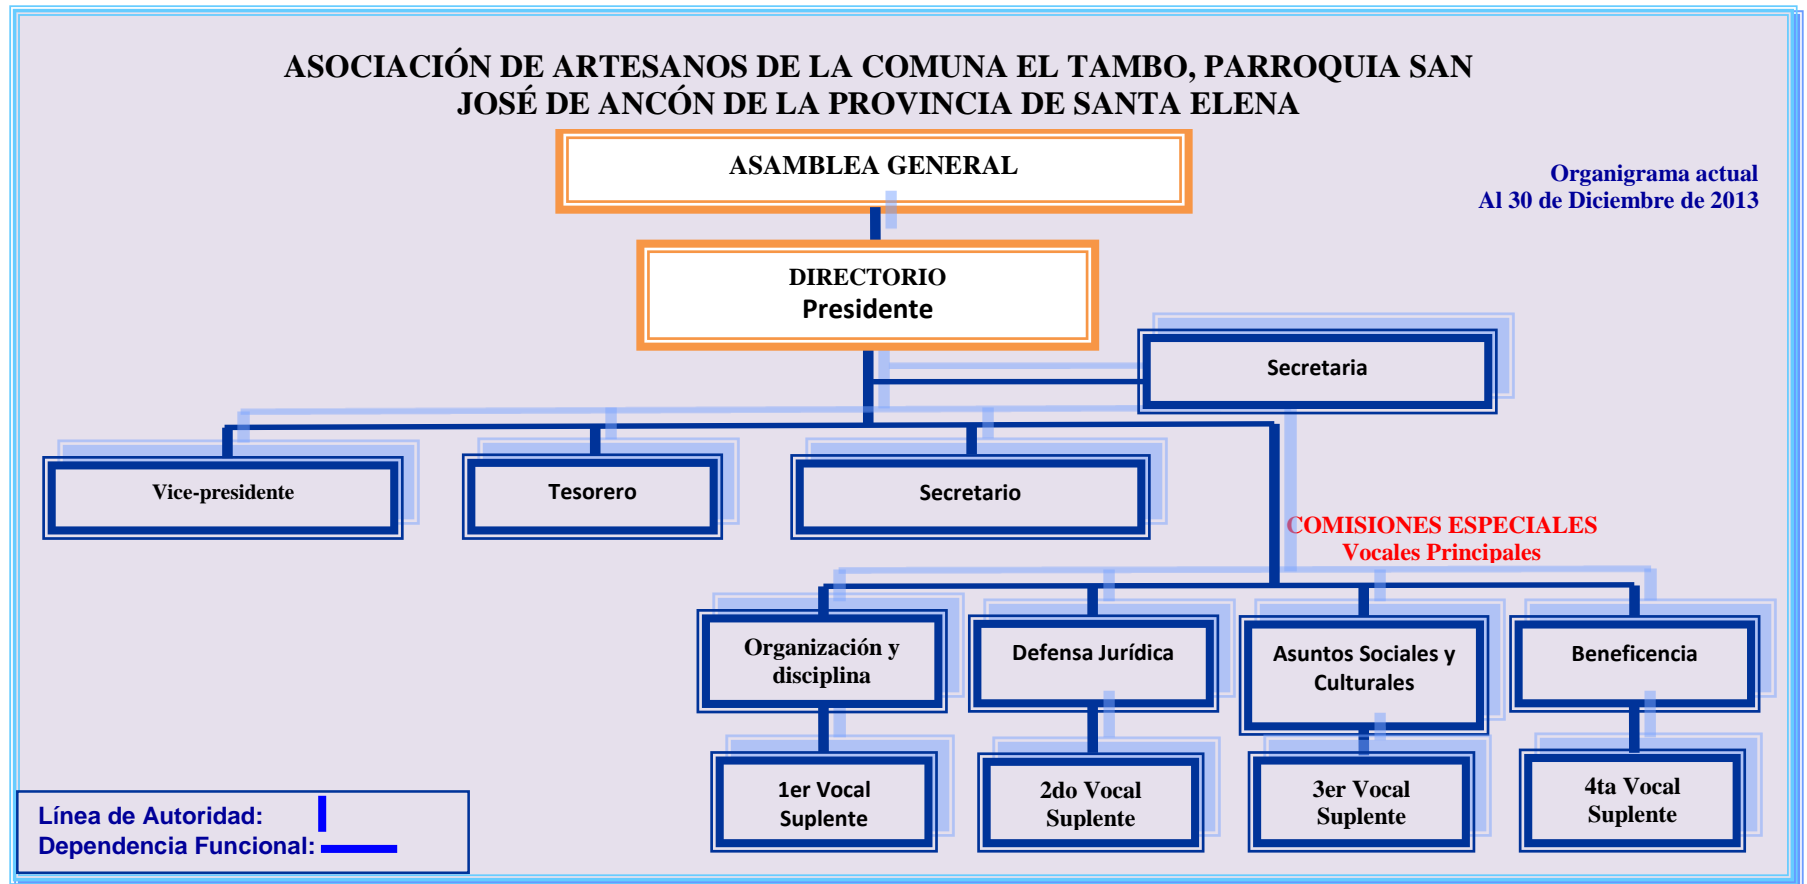 ASOCIACIÓN DE ARTESANOS DE LA COMUNA EL TAMBO, PARROQUIA SAN
JOSÉ DE ANCÓN DE LA PROVINCIA DE SANTA ELENA
ASAMBLEA GENERAL
Organigrama actual
Al 30 de Diciembre de 2013
DIRECTORIO
Presidente
Secretaria
Vice-presidente
Tesorero
Secretario
COMISIONES ESPECIALES
Vocales Principales
Organización y
disciplina
Defensa Jurídica
Asuntos Sociales y
Culturales
Beneficencia
1er Vocal
Suplente
2do Vocal
Suplente
3er Vocal
Suplente
4ta Vocal
Suplente
Línea de Autoridad:
Dependencia Funcional: